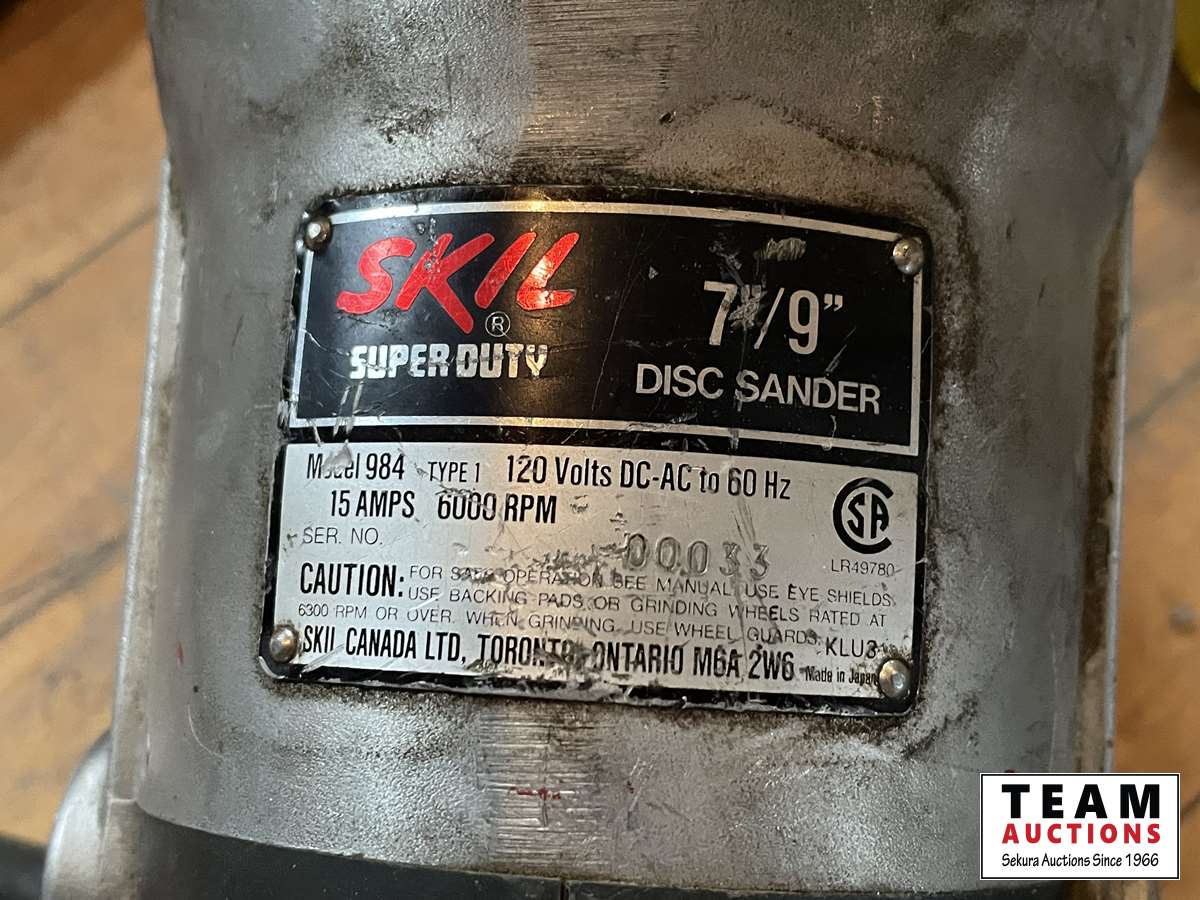 SKIL
®
SUPER DUTY
7"/9"
DISC SANDER
Model 984 TYPE 1 120 Volts DC-AC to 60 Hz
15 AMPS 6000 RPM
CSA
SER. NO. 00033
LR49780
CAUTION: FOR SAFE OPERATION SEE MANUAL, USE EYE SHIELDS.
USE BACKING PADS OR GRINDING WHEELS RATED AT
6300 RPM OR OVER. WHEN GRINDING, USE WHEEL GUARDS. KLU3
SKIL CANADA LTD, TORONTO, ONTARIO M6A 2W6 Made in Japan
TEAM
AUCTIONS
Sekura Auctions Since 1966